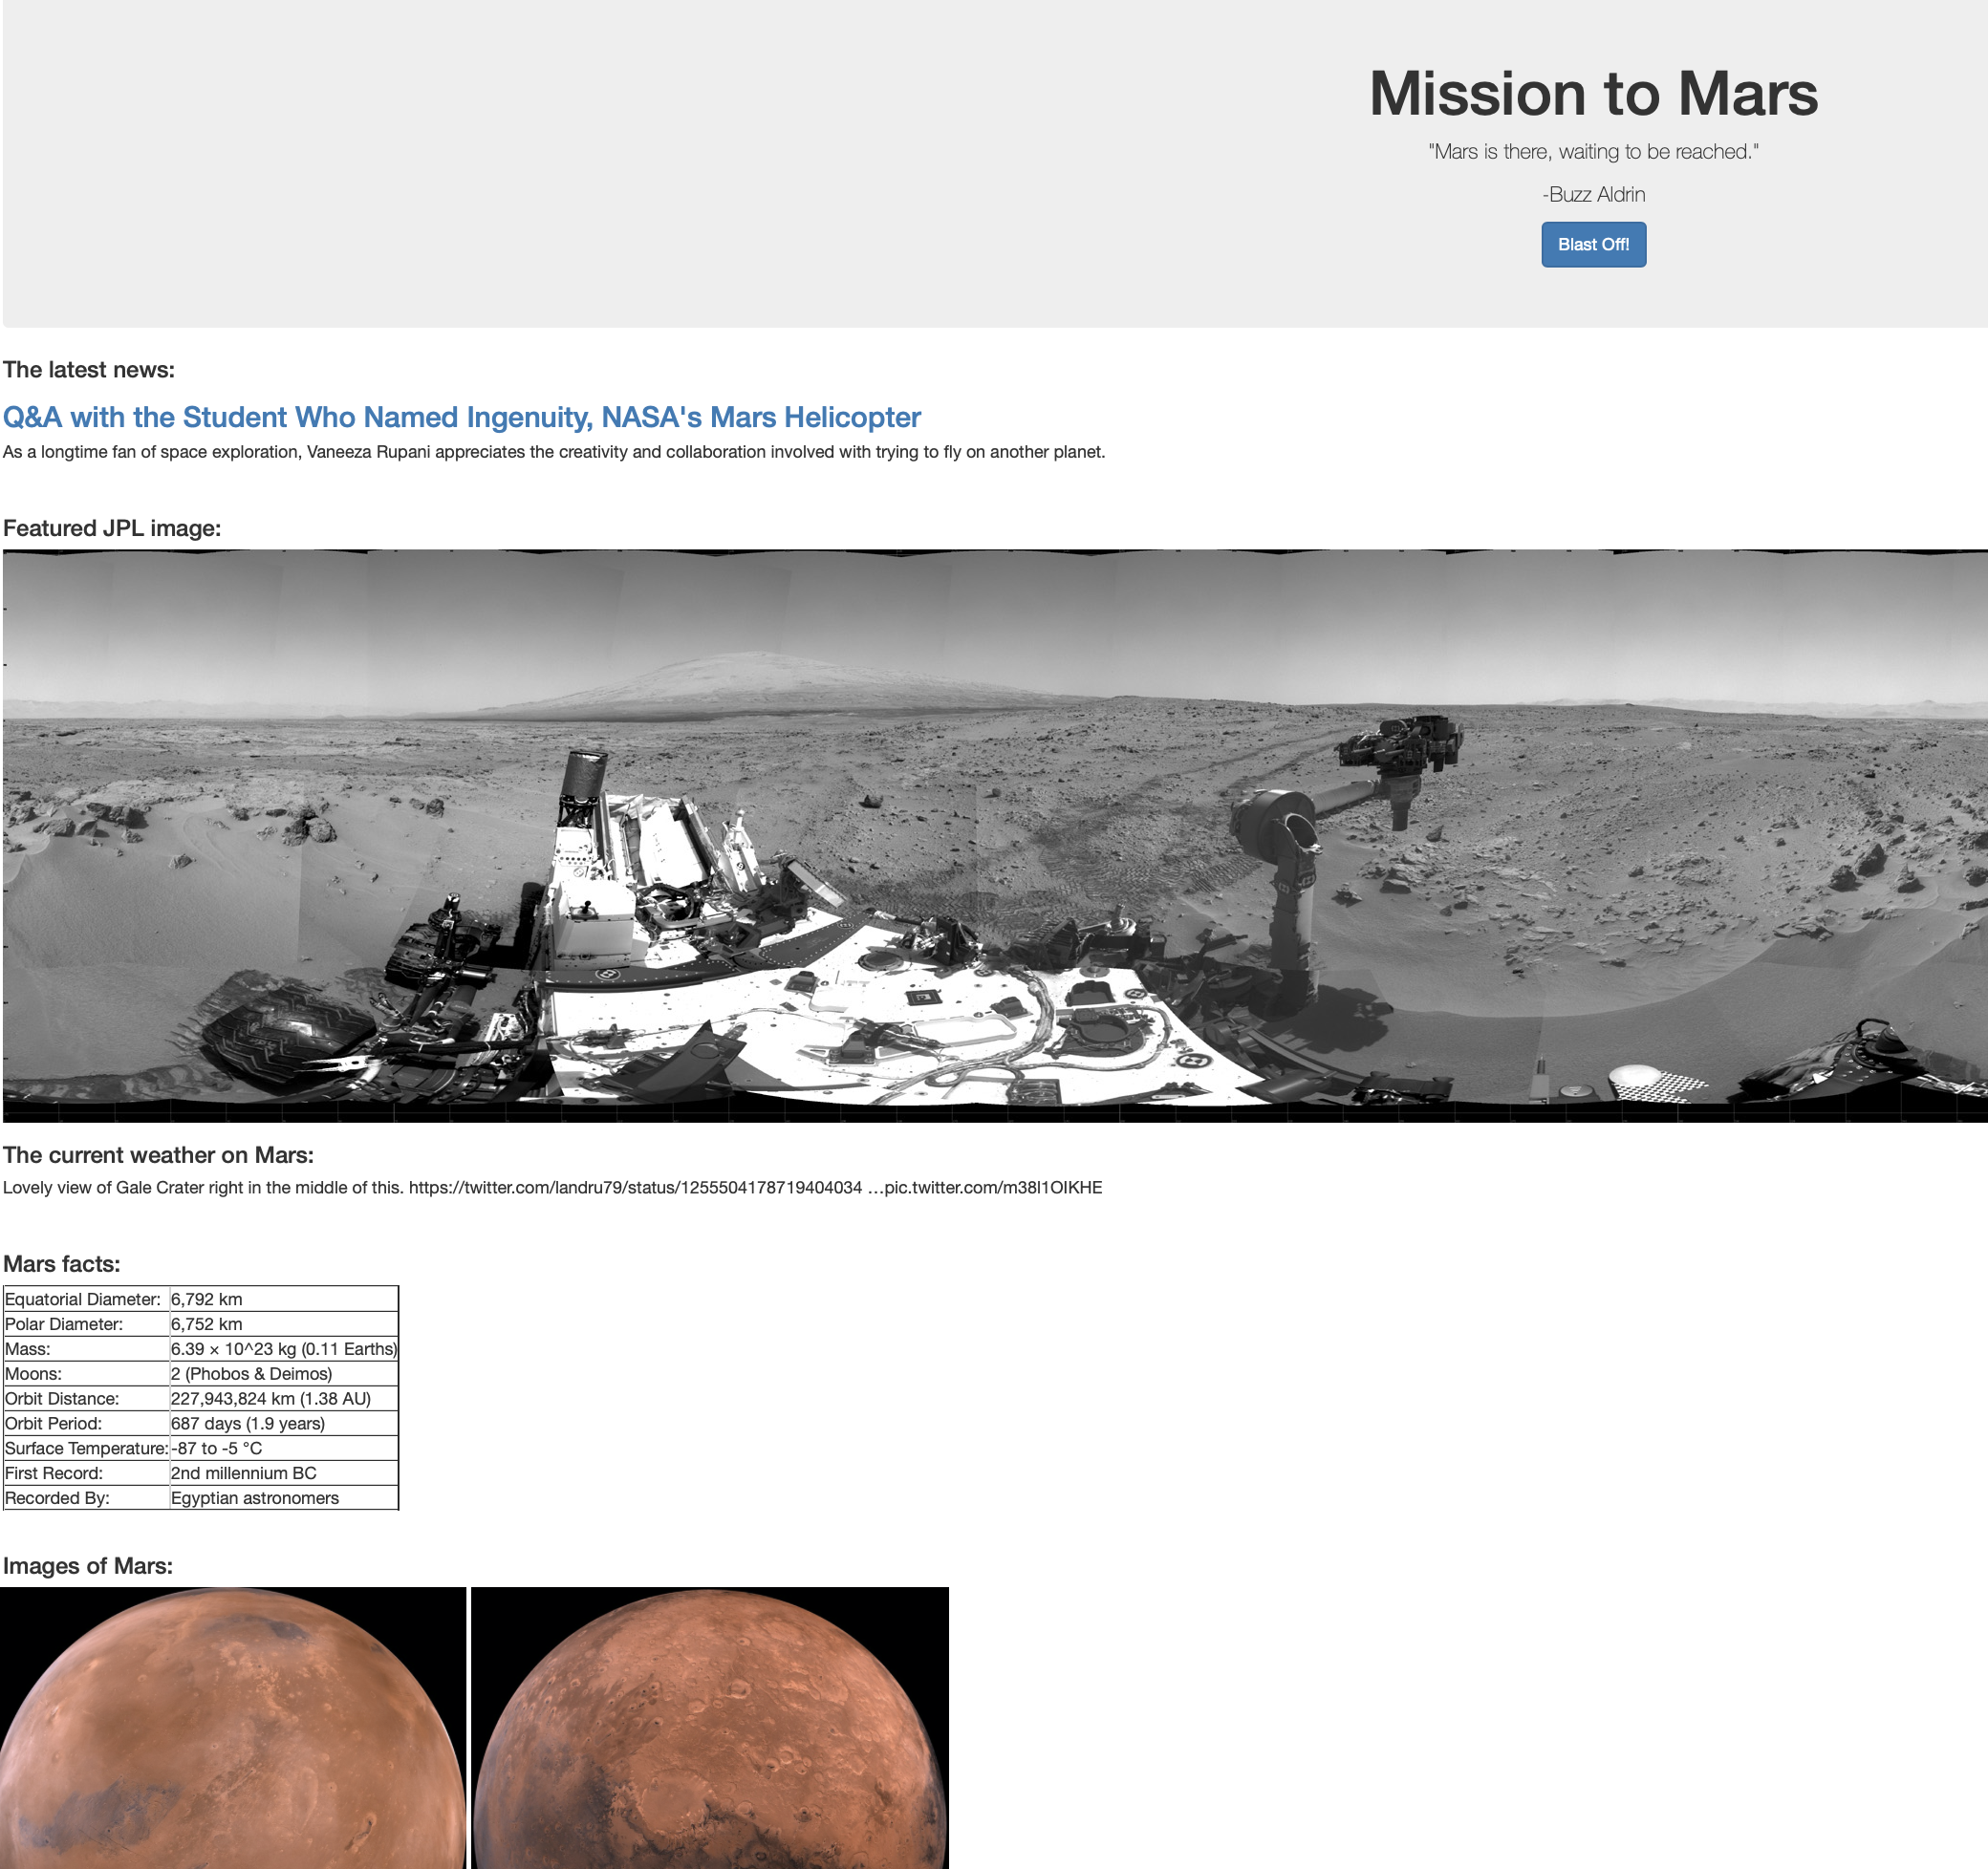 Mission to Mars
"Mars is there, waiting to be reached."
-Buzz Aldrin
Blast Off!
The latest news:
Q&A with the Student Who Named Ingenuity, NASA's Mars Helicopter
As a longtime fan of space exploration, Vaneeza Rupani appreciates the creativity and collaboration involved with trying to fly on another planet.
Featured JPL image:
The current weather on Mars:
Lovely view of Gale Crater right in the middle of this. https://twitter.com/landru79/status/1255504178719404034 …pic.twitter.com/m38l1OIKHE
Mars facts:
Equatorial Diameter: 6,792 km
Polar Diameter: 6,752 km
Mass: 6.39 × 10^23 kg (0.11 Earths)
Moons: 2 (Phobos & Deimos)
Orbit Distance: 227,943,824 km (1.38 AU)
Orbit Period: 687 days (1.9 years)
Surface Temperature: -87 to -5 °C
First Record: 2nd millennium BC
Recorded By: Egyptian astronomers
Images of Mars: